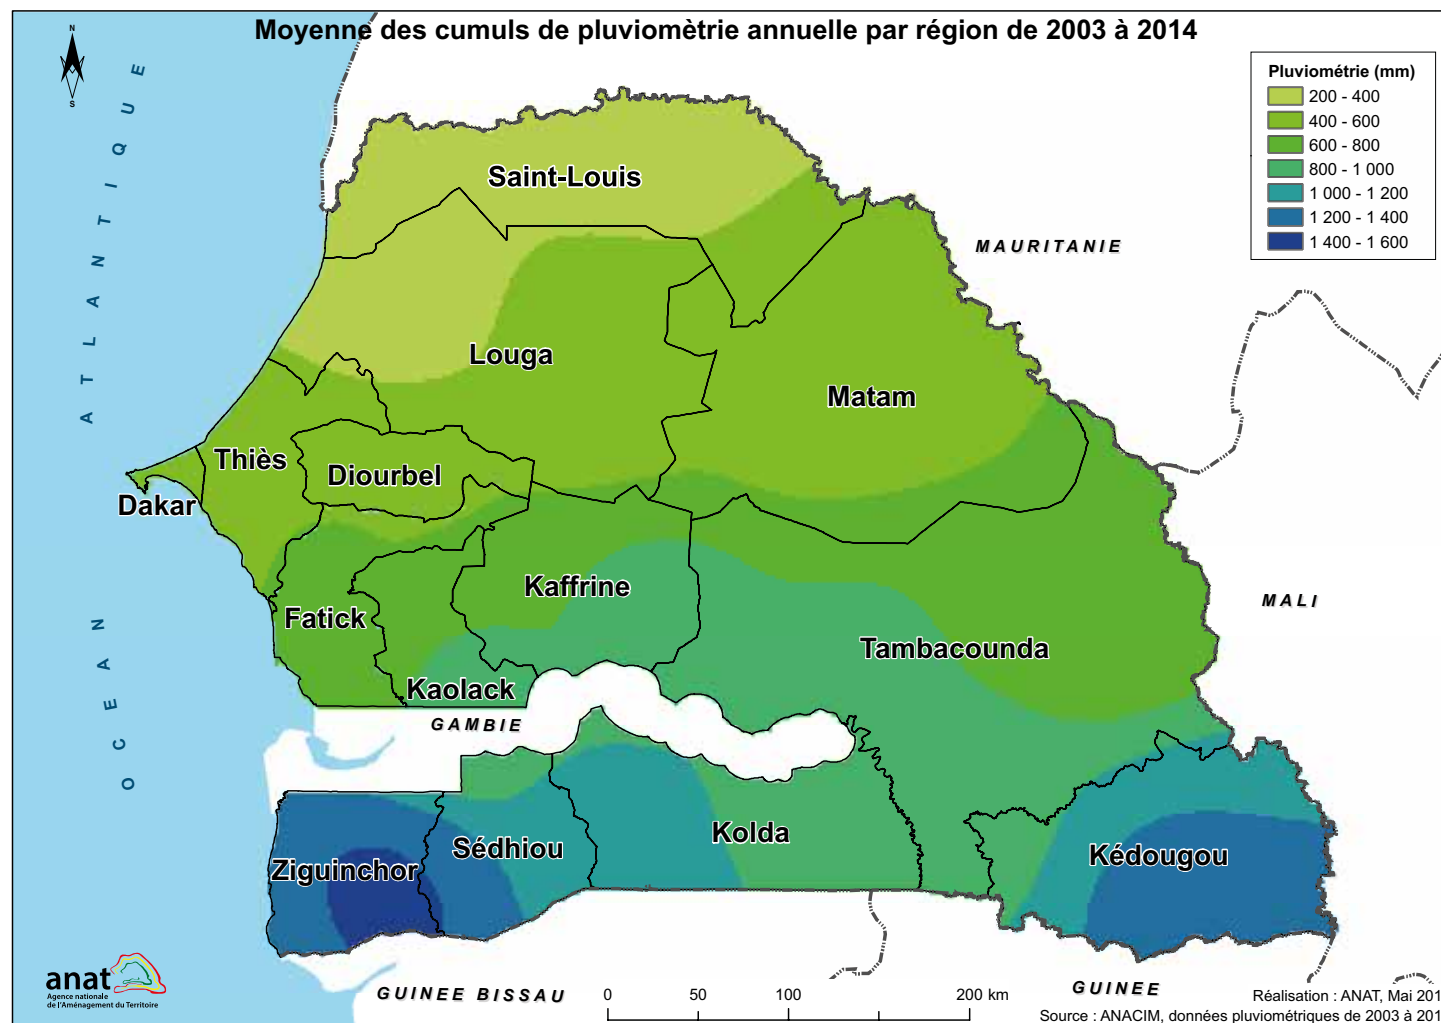 Moyenne des cumuls de pluviomètrie annuelle par région de 2003 à 2014
N
S
Pluviométrie (mm)
200 - 400
400 - 600
600 - 800
800 - 1 000
1 000 - 1 200
1 200 - 1 400
1 400 - 1 600
OCEAN ATLANTIQUE
Saint-Louis
MAURITANIE
Louga
Matam
Thiès
Diourbel
Dakar
Kaffrine
MALI
Fatick
Tambacounda
Kaolack
GAMBIE
Kolda
Sédhiou
Kédougou
Ziguinchor
anat
Agence nationale
de l'Aménagement du Territoire
GUINEE BISSAU
GUINEE
0 50 100 200 km
Réalisation : ANAT, Mai 201
Source : ANACIM, données pluviométriques de 2003 à 201